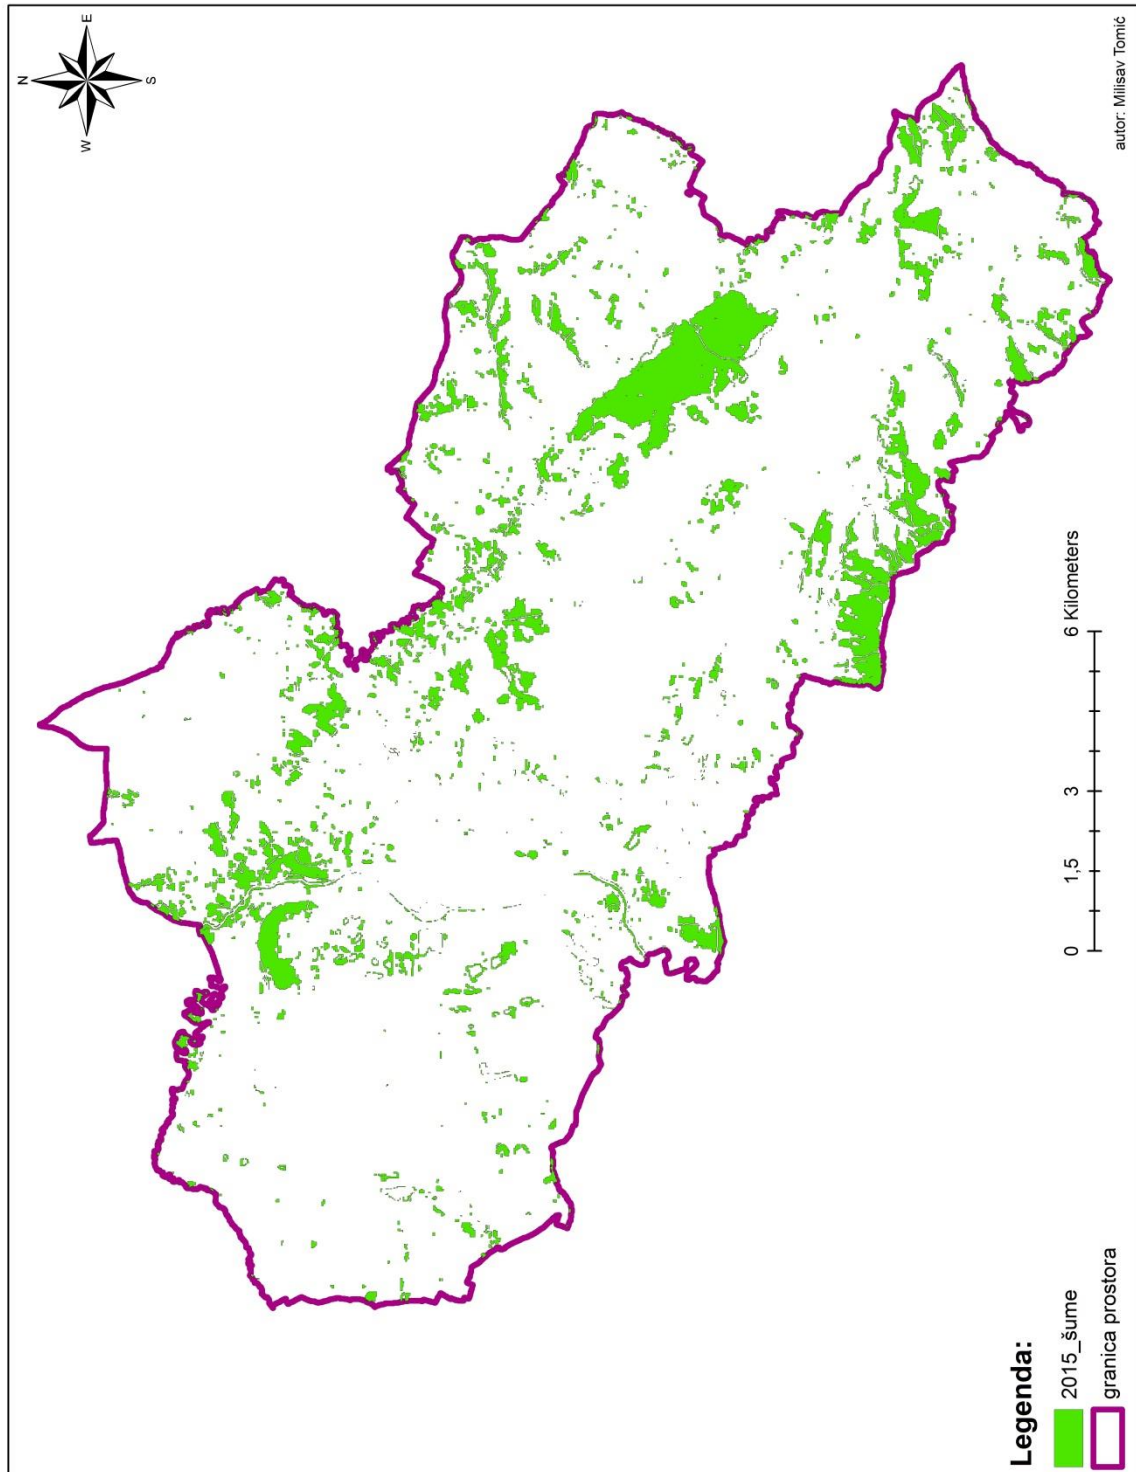 N
W
E
S
Legenda:
2015_šume
granica prostora
0
1.5
3
6 Kilometers
autor: Milisav Tomić